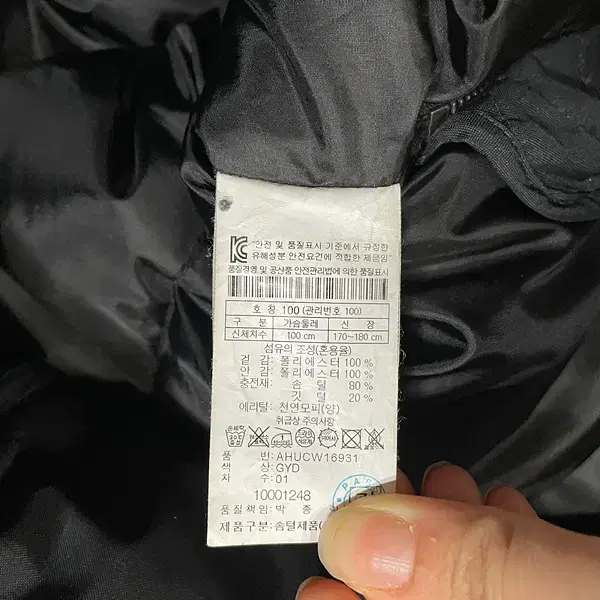 "안전 및 품질표시 기준에서 규정한
유해성분 안전요건에 적합한 제품임"
품질경영 및 공산품 안전관리법에 의한 품질표시
호 칭 100 (관리번호 100)
구 분 가슴둘레 신 장
신체치수 100 cm 170~180 cm
섬유의 조성(혼용율)
겉 감: 폴리에스터 100 %
안 감: 폴리에스터 100 %
충전재: 솜 털 80 %
깃 털 20 %
에리털: 천연모피(양)
취급상 주의사항
손세탁
품 번: AHUCW16931
색 상: GYD
차 수: 01
10001248
품질 책임: 박 종
제품구분: 솜털제품(